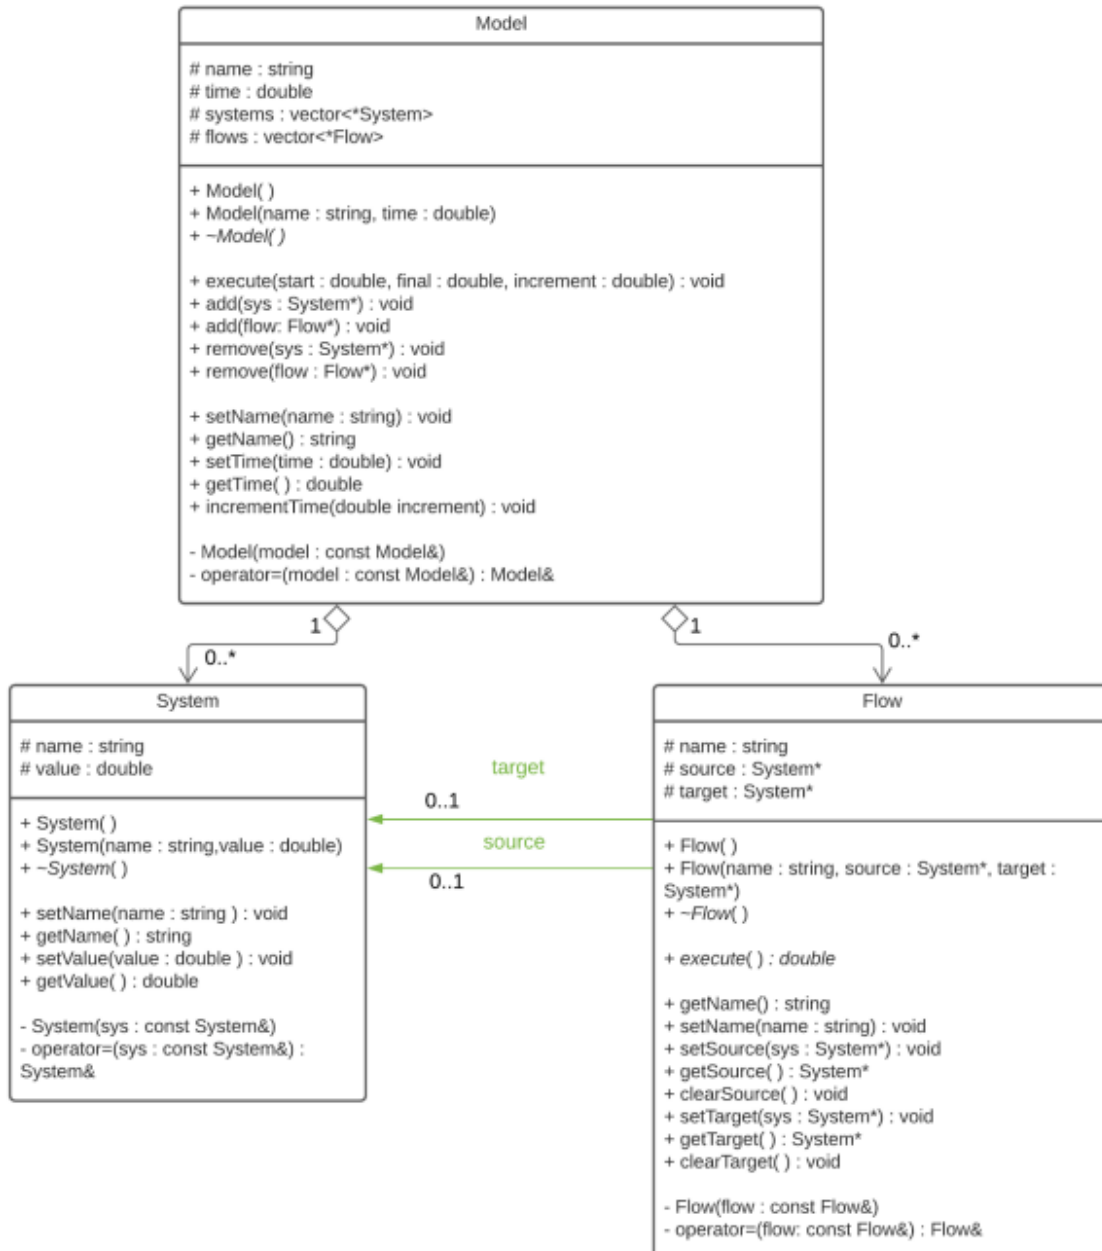 Model
# name : string
# time : double
# systems : vector<*System>
# flows : vector<*Flow>
+ Model( )
+ Model(name : string, time : double)
+ ~Model( )
+ execute(start : double, final : double, increment : double) : void
+ add(sys : System*) : void
+ add(flow: Flow*) : void
+ remove(sys : System*) : void
+ remove(flow : Flow*) : void
+ setName(name : string) : void
+ getName() : string
+ setTime(time : double) : void
+ getTime( ) : double
+ incrementTime(double increment) : void
- Model(model : const Model&)
- operator=(model : const Model&) : Model&
1
1
0..*
0..*
System
# name : string
# value : double
+ System( )
+ System(name : string,value : double)
+ ~System( )
+ setName(name : string ) : void
+ getName( ) : string
+ setValue(value : double ) : void
+ getValue( ) : double
- System(sys : const System&)
- operator=(sys : const System&) :
System&
target
0..1
source
0..1
Flow
# name : string
# source : System*
# target : System*
+ Flow( )
+ Flow(name : string, source : System*, target :
System*)
+ ~Flow( )
+ execute( ) : double
+ getName() : string
+ setName(name : string) : void
+ setSource(sys : System*) : void
+ getSource( ) : System*
+ clearSource( ) : void
+ setTarget(sys : System*) : void
+ getTarget( ) : System*
+ clearTarget( ) : void
- Flow(flow : const Flow&)
- operator=(flow: const Flow&) : Flow&